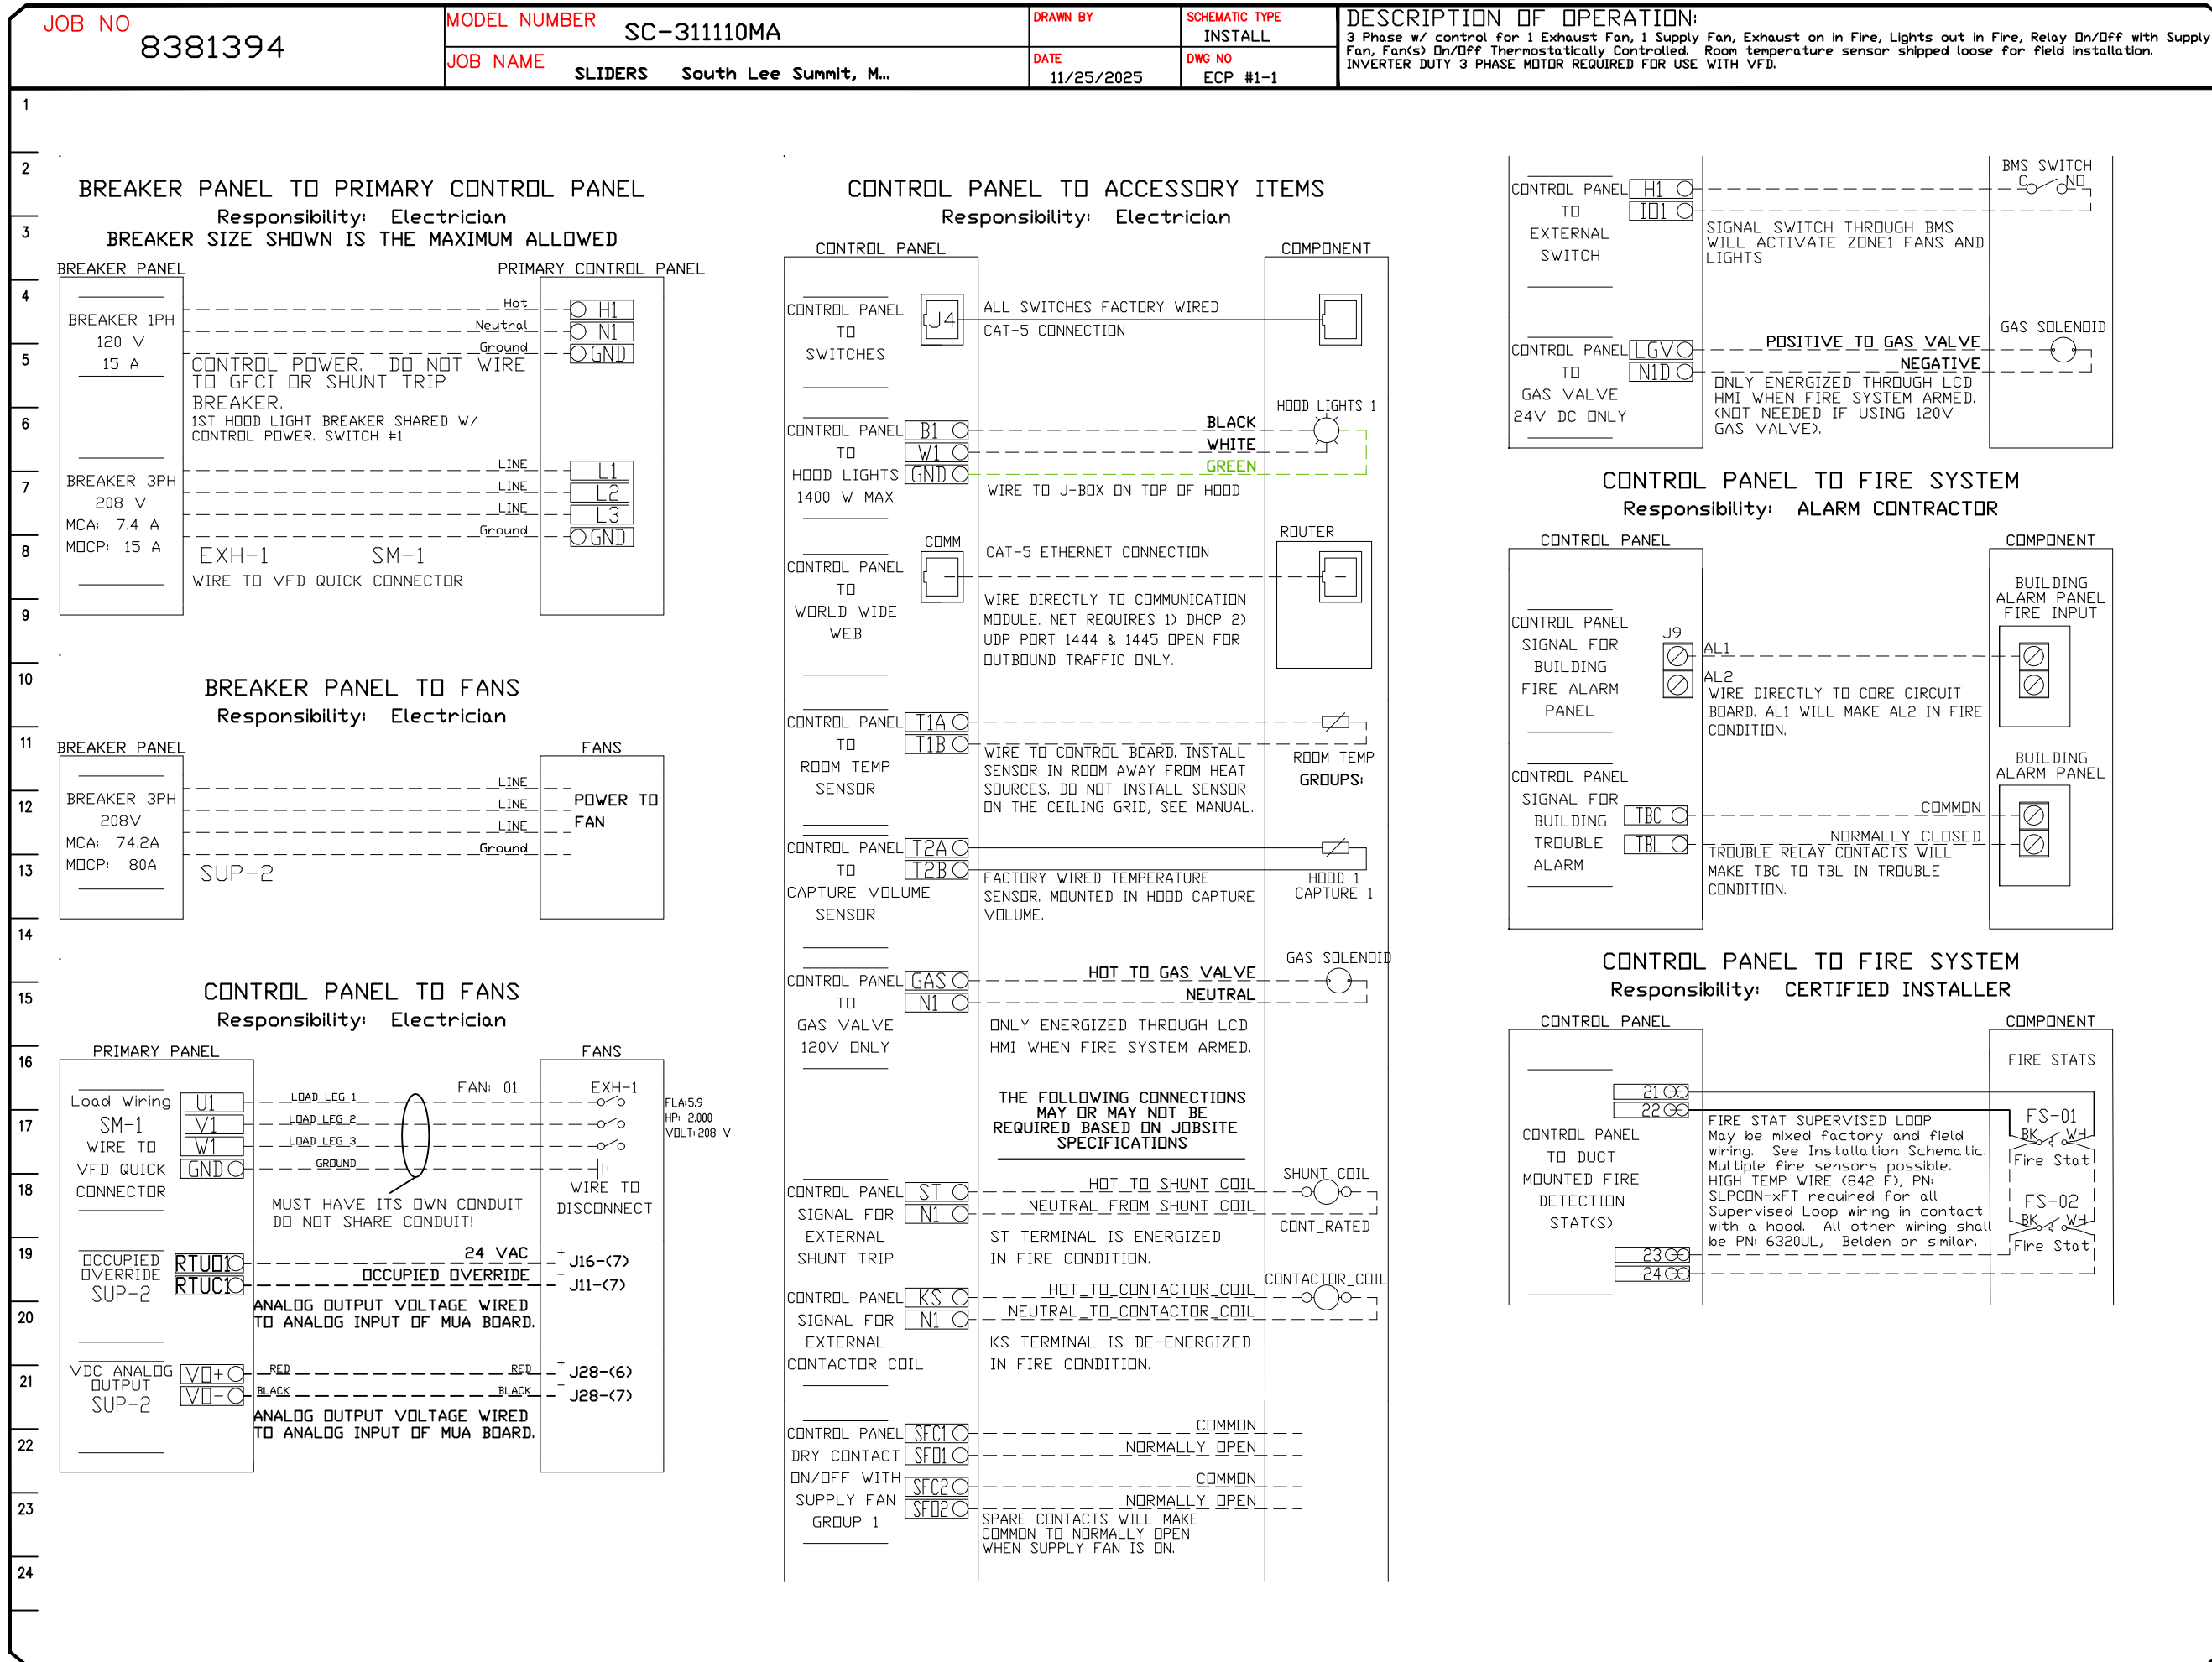 JOB NO
8381394
MODEL NUMBER
SC-311110MA
JOB NAME
SLIDERS South Lee Summit, M...
DRAWN BY
DATE
11/25/2025
SCHEMATIC TYPE
INSTALL
DWG NO
ECP #1-1
DESCRIPTION OF OPERATION:
3 Phase w/ control for 1 Exhaust Fan, 1 Supply Fan, Exhaust on in Fire, Lights out in Fire, Relay On/Off with Supply
Fan, Fan(s) On/Off Thermostatically Controlled. Room temperature sensor shipped loose for field installation.
INVERTER DUTY 3 PHASE MOTOR REQUIRED FOR USE WITH VFD.
1
2
3
4
5
6
7
8
9
10
11
12
13
14
15
16
17
18
19
20
21
22
23
24
BREAKER PANEL TO PRIMARY CONTROL PANEL
Responsibility: Electrician
BREAKER SIZE SHOWN IS THE MAXIMUM ALLOWED
BREAKER PANEL
PRIMARY CONTROL PANEL
BREAKER 1PH
120 V
15 A
Hot
H1
Neutral
N1
Ground
GND
CONTROL POWER. DO NOT WIRE
TO GFCI OR SHUNT TRIP
BREAKER.
1ST HOOD LIGHT BREAKER SHARED W/
CONTROL POWER. SWITCH #1
BREAKER 3PH
208 V
MCA: 7.4 A
MOCP: 15 A
LINE
L1
LINE
L2
LINE
L3
Ground
GND
EXH-1 SM-1
WIRE TO VFD QUICK CONNECTOR
BREAKER PANEL TO FANS
Responsibility: Electrician
BREAKER PANEL
FANS
BREAKER 3PH
208V
MCA: 74.2A
MOCP: 80A
LINE
LINE
LINE
Ground
POWER TO
FAN
SUP-2
CONTROL PANEL TO FANS
Responsibility: Electrician
PRIMARY PANEL
FANS
Load Wiring
SM-1
WIRE TO
VFD QUICK
CONNECTOR
U1
V1
W1
GND
LOAD LEG 1
LOAD LEG 2
LOAD LEG 3
GROUND
FAN: 01
EXH-1
FLA:5.9
HP: 2.000
VOLT: 208 V
MUST HAVE ITS OWN CONDUIT
DO NOT SHARE CONDUIT!
WIRE TO
DISCONNECT
OCCUPIED
OVERRIDE
SUP-2
RTUO1
RTUC1
24 VAC
OCCUPIED OVERRIDE
+ J16-(7)
- J11-(7)
ANALOG OUTPUT VOLTAGE WIRED
TO ANALOG INPUT OF MUA BOARD.
VDC ANALOG
OUTPUT
SUP-2
VO+
VO-
RED
RED
BLACK
BLACK
+ J28-(6)
- J28-(7)
ANALOG OUTPUT VOLTAGE WIRED
TO ANALOG INPUT OF MUA BOARD.
CONTROL PANEL TO ACCESSORY ITEMS
Responsibility: Electrician
CONTROL PANEL
COMPONENT
CONTROL PANEL
TO
SWITCHES
J4
ALL SWITCHES FACTORY WIRED
CAT-5 CONNECTION
CONTROL PANEL
TO
HOOD LIGHTS
1400 W MAX
B1
W1
GND
BLACK
WHITE
GREEN
HOOD LIGHTS 1
WIRE TO J-BOX ON TOP OF HOOD
CONTROL PANEL
TO
WORLD WIDE
WEB
COMM
CAT-5 ETHERNET CONNECTION
ROUTER
WIRE DIRECTLY TO COMMUNICATION
MODULE. NET REQUIRES 1) DHCP 2)
UDP PORT 1444 & 1445 OPEN FOR
OUTBOUND TRAFFIC ONLY.
CONTROL PANEL
TO
ROOM TEMP
SENSOR
T1A
T1B
WIRE TO CONTROL BOARD. INSTALL
SENSOR IN ROOM AWAY FROM HEAT
SOURCES. DO NOT INSTALL SENSOR
ON THE CEILING GRID, SEE MANUAL.
ROOM TEMP
GROUPS:
CONTROL PANEL
TO
CAPTURE VOLUME
SENSOR
T2A
T2B
FACTORY WIRED TEMPERATURE
SENSOR. MOUNTED IN HOOD CAPTURE
VOLUME.
HOOD 1
CAPTURE 1
CONTROL PANEL
TO
GAS VALVE
120V ONLY
GAS
N1
HOT TO GAS VALVE
NEUTRAL
GAS SOLENOID
ONLY ENERGIZED THROUGH LCD
HMI WHEN FIRE SYSTEM ARMED.
THE FOLLOWING CONNECTIONS
MAY OR MAY NOT BE
REQUIRED BASED ON JOBSITE
SPECIFICATIONS
CONTROL PANEL
SIGNAL FOR
EXTERNAL
SHUNT TRIP
ST
N1
HOT TO SHUNT COIL
NEUTRAL FROM SHUNT COIL
SHUNT COIL
CONT_RATED
ST TERMINAL IS ENERGIZED
IN FIRE CONDITION.
CONTROL PANEL
SIGNAL FOR
EXTERNAL
CONTACTOR COIL
KS
N1
HOT_TO_CONTACTOR_COIL
NEUTRAL_TO_CONTACTOR_COIL
CONTACTOR_COIL
KS TERMINAL IS DE-ENERGIZED
IN FIRE CONDITION.
CONTROL PANEL
DRY CONTACT
ON/OFF WITH
SUPPLY FAN
GROUP 1
SFC1
SFO1
SFC2
SFO2
COMMON
NORMALLY OPEN
COMMON
NORMALLY OPEN
SPARE CONTACTS WILL MAKE
COMMON TO NORMALLY OPEN
WHEN SUPPLY FAN IS ON.
CONTROL PANEL
TO
EXTERNAL
SWITCH
H1
IO1
BMS SWITCH
C NO
SIGNAL SWITCH THROUGH BMS
WILL ACTIVATE ZONE1 FANS AND
LIGHTS
CONTROL PANEL
TO
GAS VALVE
24V DC ONLY
LGV
N1D
POSITIVE TO GAS VALVE
NEGATIVE
GAS SOLENOID
ONLY ENERGIZED THROUGH LCD
HMI WHEN FIRE SYSTEM ARMED.
(NOT NEEDED IF USING 120V
GAS VALVE).
CONTROL PANEL TO FIRE SYSTEM
Responsibility: ALARM CONTRACTOR
CONTROL PANEL
COMPONENT
CONTROL PANEL
SIGNAL FOR
BUILDING
FIRE ALARM
PANEL
J9
AL1
AL2
BUILDING
ALARM PANEL
FIRE INPUT
WIRE DIRECTLY TO CORE CIRCUIT
BOARD. AL1 WILL MAKE AL2 IN FIRE
CONDITION.
CONTROL PANEL
SIGNAL FOR
BUILDING
TROUBLE
ALARM
TBC
TBL
COMMON
NORMALLY CLOSED
BUILDING
ALARM PANEL
TROUBLE RELAY CONTACTS WILL
MAKE TBC TO TBL IN TROUBLE
CONDITION.
CONTROL PANEL TO FIRE SYSTEM
Responsibility: CERTIFIED INSTALLER
CONTROL PANEL
COMPONENT
FIRE STATS
CONTROL PANEL
TO DUCT
MOUNTED FIRE
DETECTION
STAT(S)
21
22
23
24
FIRE STAT SUPERVISED LOOP
May be mixed factory and field
wiring. See Installation Schematic.
Multiple fire sensors possible.
HIGH TEMP WIRE (842 F), PN:
SLPCON-xFT required for all
Supervised Loop wiring in contact
with a hood. All other wiring shall
be PN: 6320UL, Belden or similar.
FS-01
BK WH
Fire Stat
FS-02
BK WH
Fire Stat